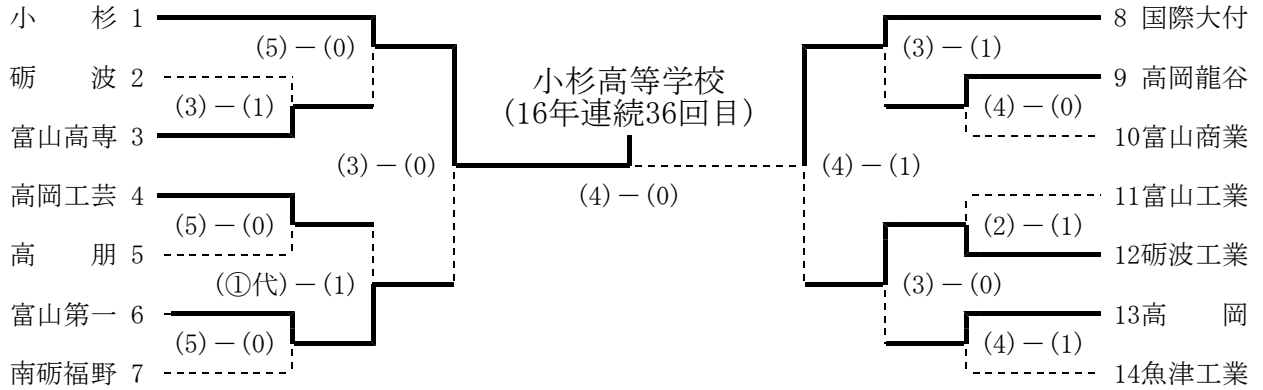 小　　杉 1
(5)－(0)
砺　　波 2
(3)－(1)
富山高専 3
(3)－(0)
高岡工芸 4
(5)－(0)
高　　朋 5
(①代)－(1)
富山第一 6
(5)－(0)
南砺福野 7
小杉高等学校
(16年連続36回目)
(4)－(0)
8 国際大付
(3)－(1)
9 高岡龍谷
(4)－(0)
10富山商業
(4)－(1)
11富山工業
(2)－(1)
12砺波工業
(3)－(0)
13高　　岡
(4)－(1)
14魚津工業